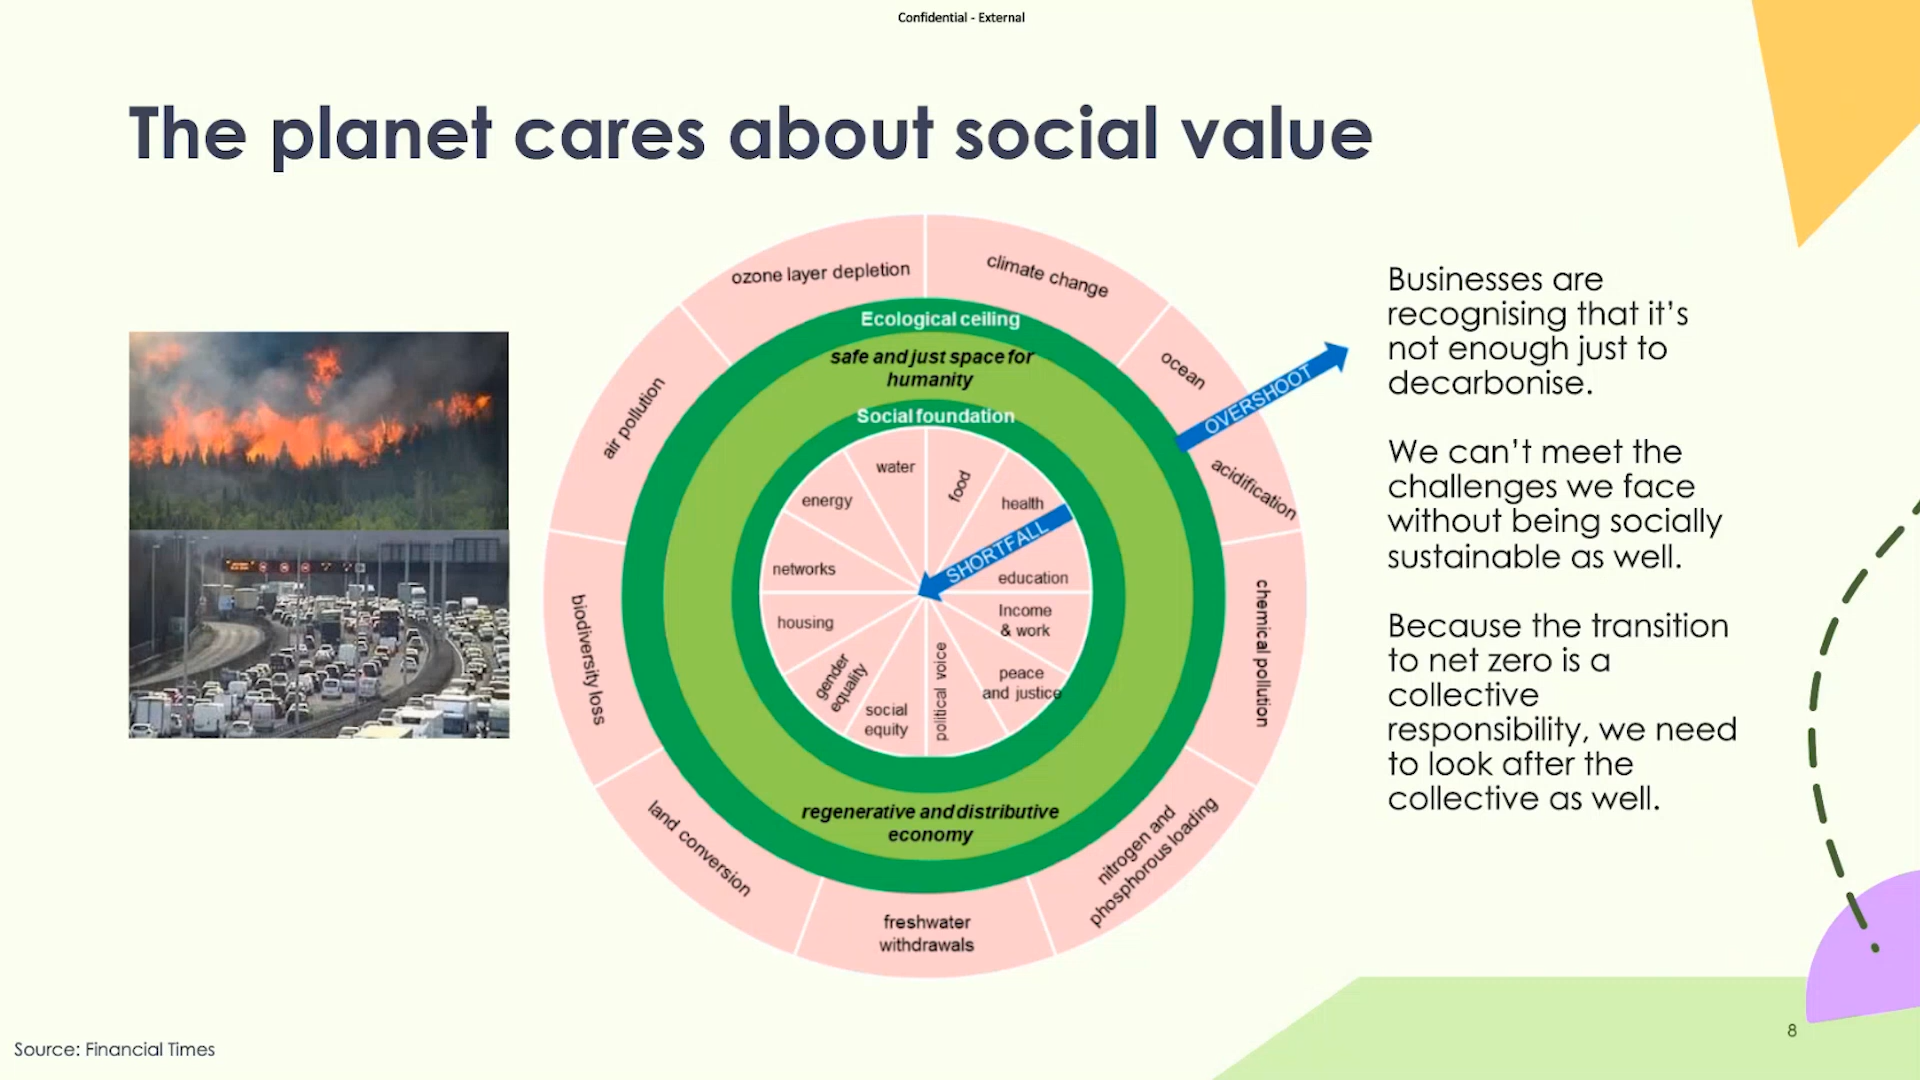 Confidential - External
The planet cares about social value
ozone layer depletion
climate change
ocean
acidification
chemical pollution
nitrogen and
phosphorous loading
freshwater
withdrawals
land conversion
biodiversity loss
air pollution
OVERSHOOT
Ecological ceiling
safe and just space for
humanity
Social foundation
water
food
health
SHORTFALL
education
Income
& work
peace
and justice
political voice
social
equity
gender
equality
housing
networks
energy
regenerative and distributive
economy
Businesses are
recognising that it’s
not enough just to
decarbonise.
We can’t meet the
challenges we face
without being socially
sustainable as well.
Because the transition
to net zero is a
collective
responsibility, we need
to look after the
collective as well.
Source: Financial Times
8